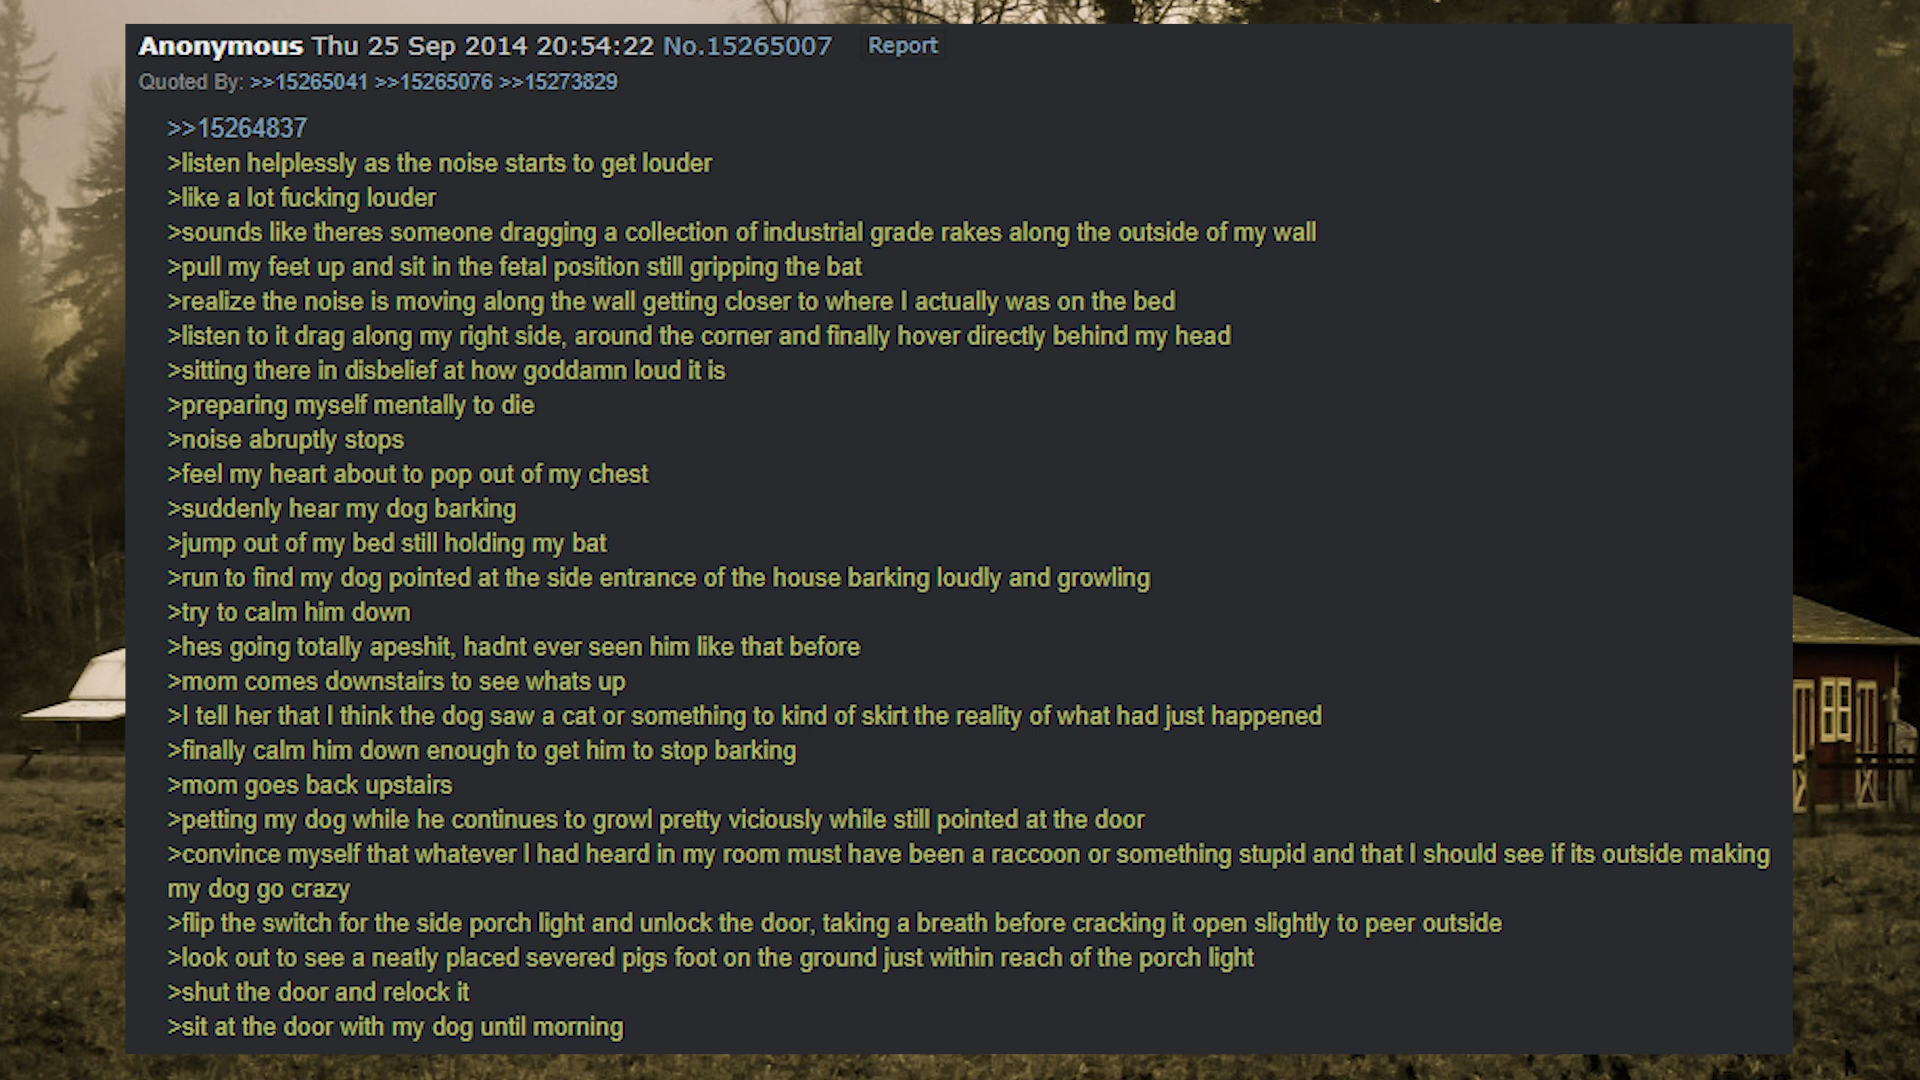 Anonymous Thu 25 Sep 2014 20:54:22 No.15265007 Report
Quoted By: >>15265041 >>15265076 >>15273829
>>15264837
>listen helplessly as the noise starts to get louder
>like a lot fucking louder
>sounds like theres someone dragging a collection of industrial grade rakes along the outside of my wall
>pull my feet up and sit in the fetal position still gripping the bat
>realize the noise is moving along the wall getting closer to where I actually was on the bed
>listen to it drag along my right side, around the corner and finally hover directly behind my head
>sitting there in disbelief at how goddamn loud it is
>preparing myself mentally to die
>noise abruptly stops
>feel my heart about to pop out of my chest
>suddenly hear my dog barking
>jump out of my bed still holding my bat
>run to find my dog pointed at the side entrance of the house barking loudly and growling
>try to calm him down
>hes going totally apeshit, hadnt ever seen him like that before
>mom comes downstairs to see whats up
>I tell her that I think the dog saw a cat or something to kind of skirt the reality of what had just happened
>finally calm him down enough to get him to stop barking
>mom goes back upstairs
>petting my dog while he continues to growl pretty viciously while still pointed at the door
>convince myself that whatever I had heard in my room must have been a raccoon or something stupid and that I should see if its outside making
my dog go crazy
>flip the switch for the side porch light and unlock the door, taking a breath before cracking it open slightly to peer outside
>look out to see a neatly placed severed pigs foot on the ground just within reach of the porch light
>shut the door and relock it
>sit at the door with my dog until morning